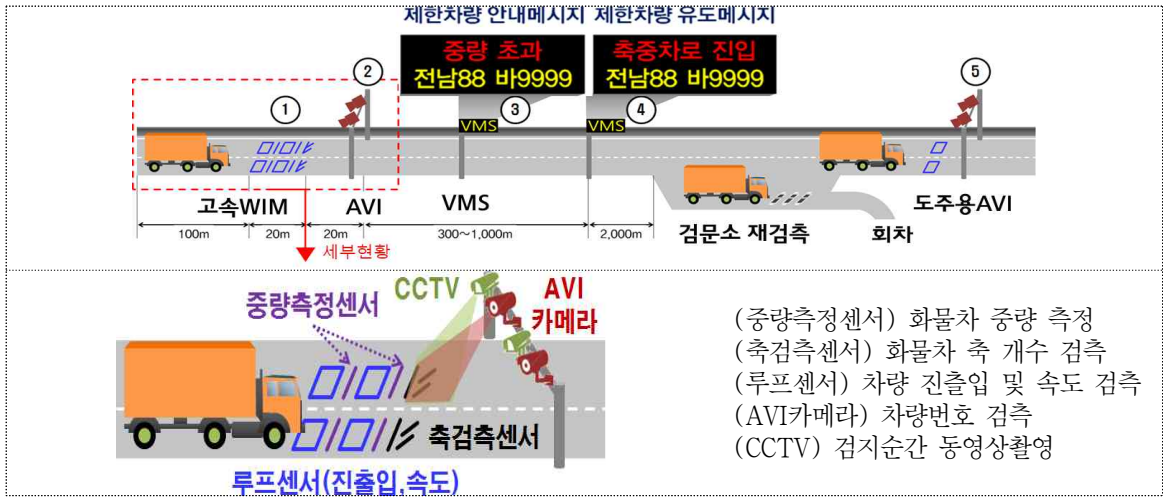 제한차량 안내메시지 제한차량 유도메시지
중량 초과
전남88 바9999
축중차로 진입
전남88 바9999
①
②
③
④
⑤
VMS
VMS
고속WIM
AVI
VMS
검문소 재검측
회차
도주용AVI
100m
20m
20m
300~1,000m
2,000m
세부현황
중량측정센서
CCTV
AVI
카메라
축검측센서
루프센서(진출입,속도)
(중량측정센서) 화물차 중량 측정
(축검측센서) 화물차 축 개수 검측
(루프센서) 차량 진츨입 및 속도 검측
(AVI카메라) 차량번호 검측
(CCTV) 검지순간 동영상촬영